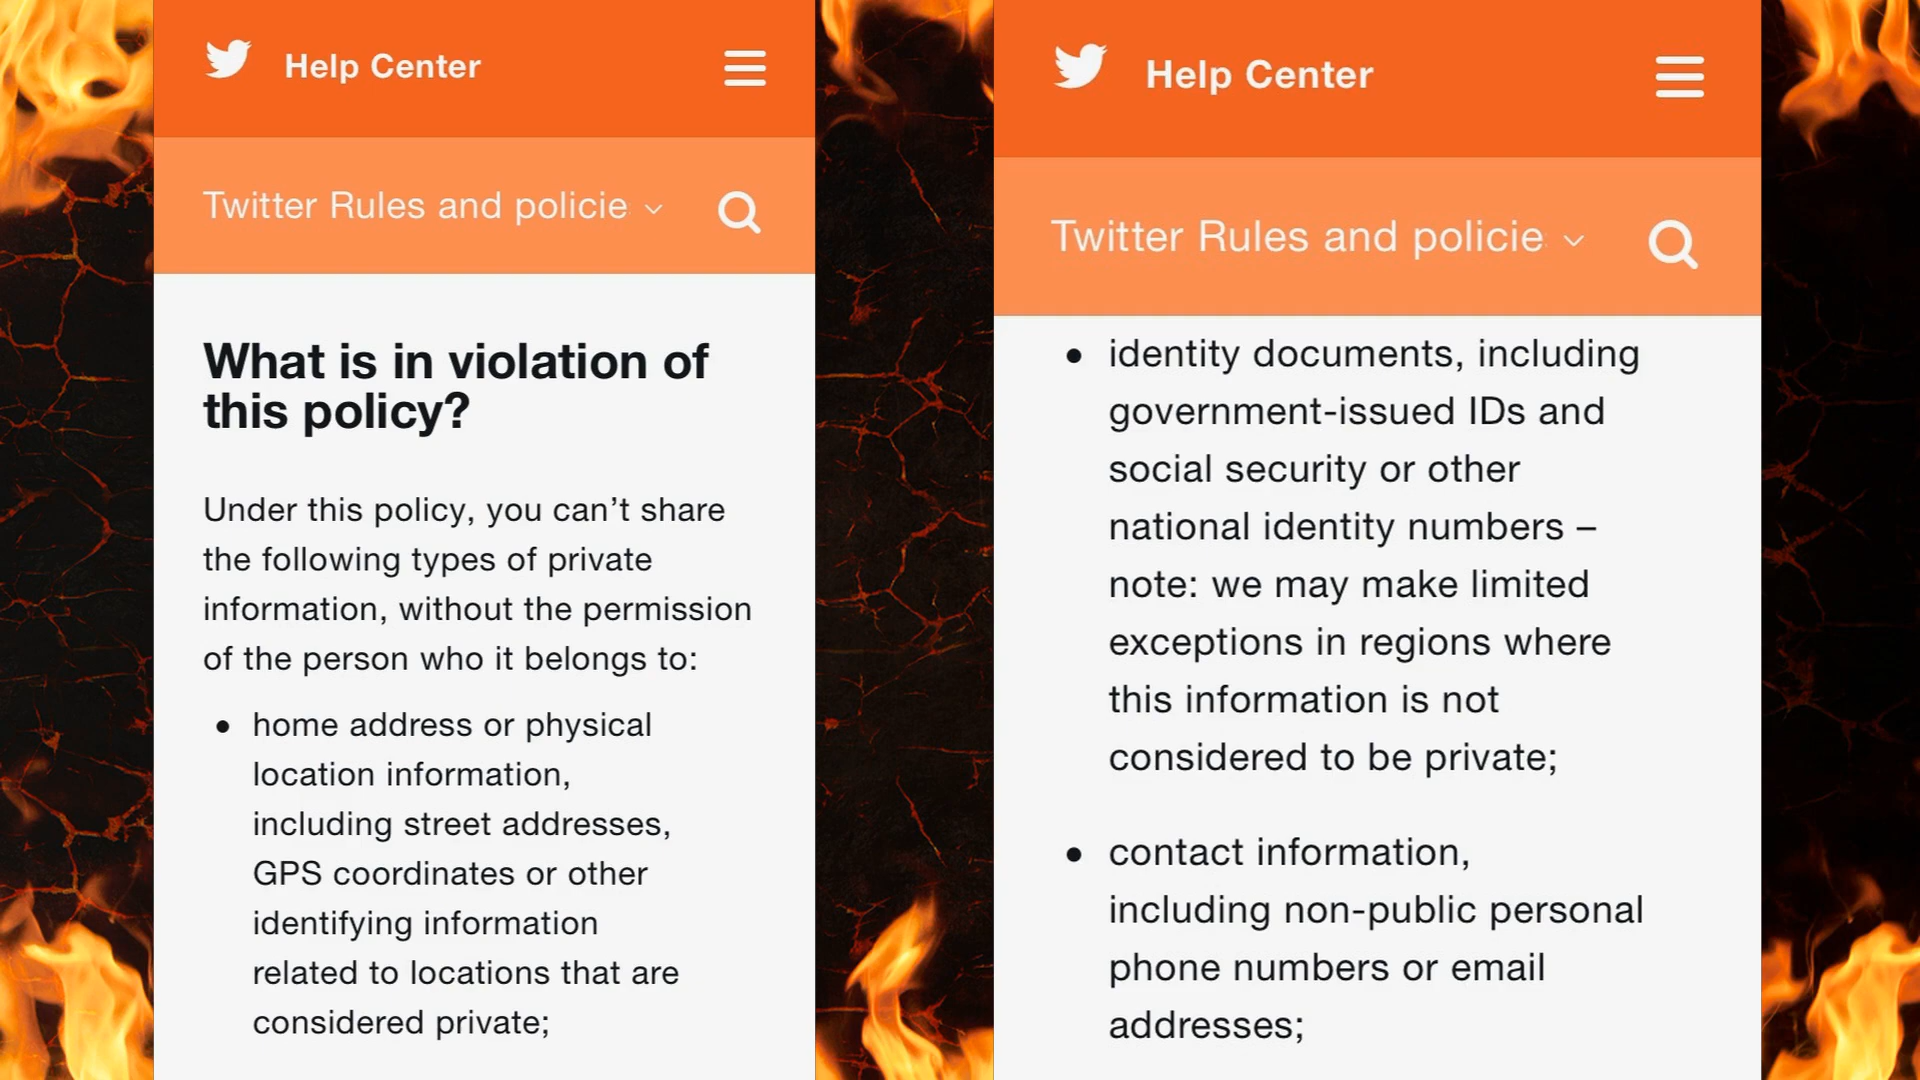 Help Center
Twitter Rules and policie
What is in violation of
this policy?
Under this policy, you can’t share
the following types of private
information, without the permission
of the person who it belongs to:
• home address or physical
location information,
including street addresses,
GPS coordinates or other
identifying information
related to locations that are
considered private;
Help Center
Twitter Rules and policie
• identity documents, including
government-issued IDs and
social security or other
national identity numbers –
note: we may make limited
exceptions in regions where
this information is not
considered to be private;
• contact information,
including non-public personal
phone numbers or email
addresses;